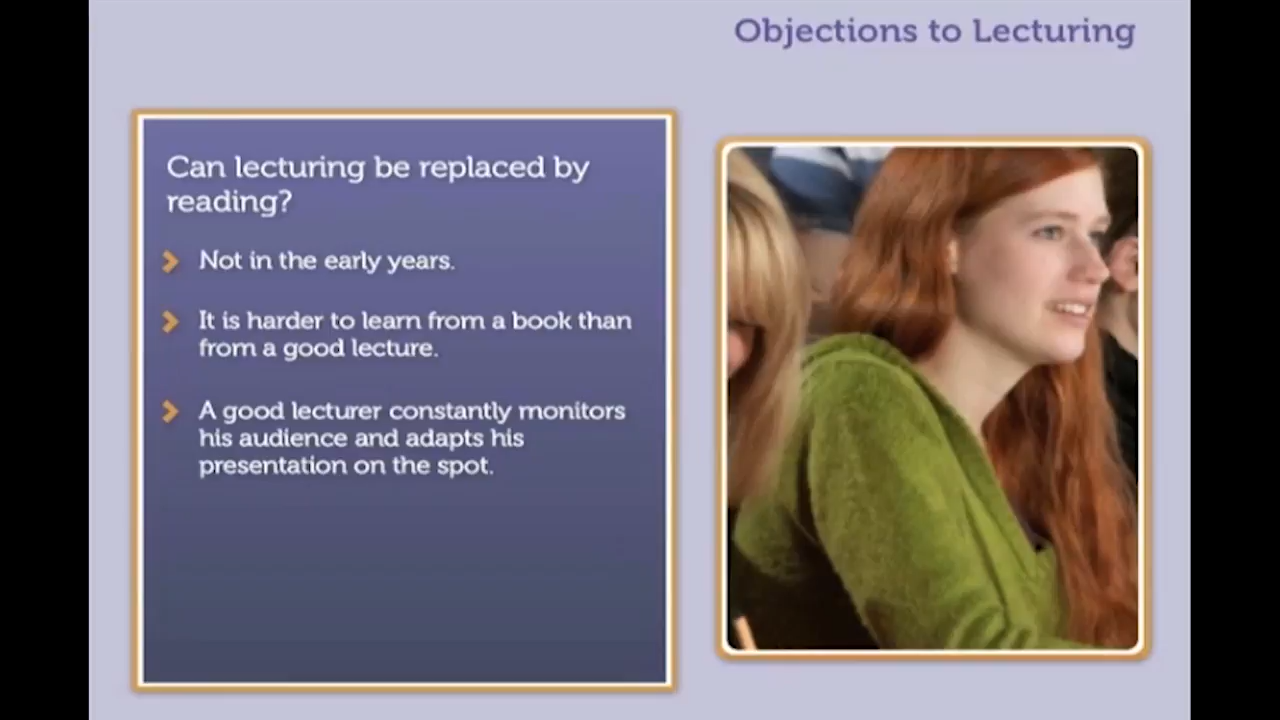 Objections to Lecturing
Can lecturing be replaced by
reading?
Not in the early years.
It is harder to learn from a book than
from a good lecture.
A good lecturer constantly monitors
his audience and adapts his
presentation on the spot.